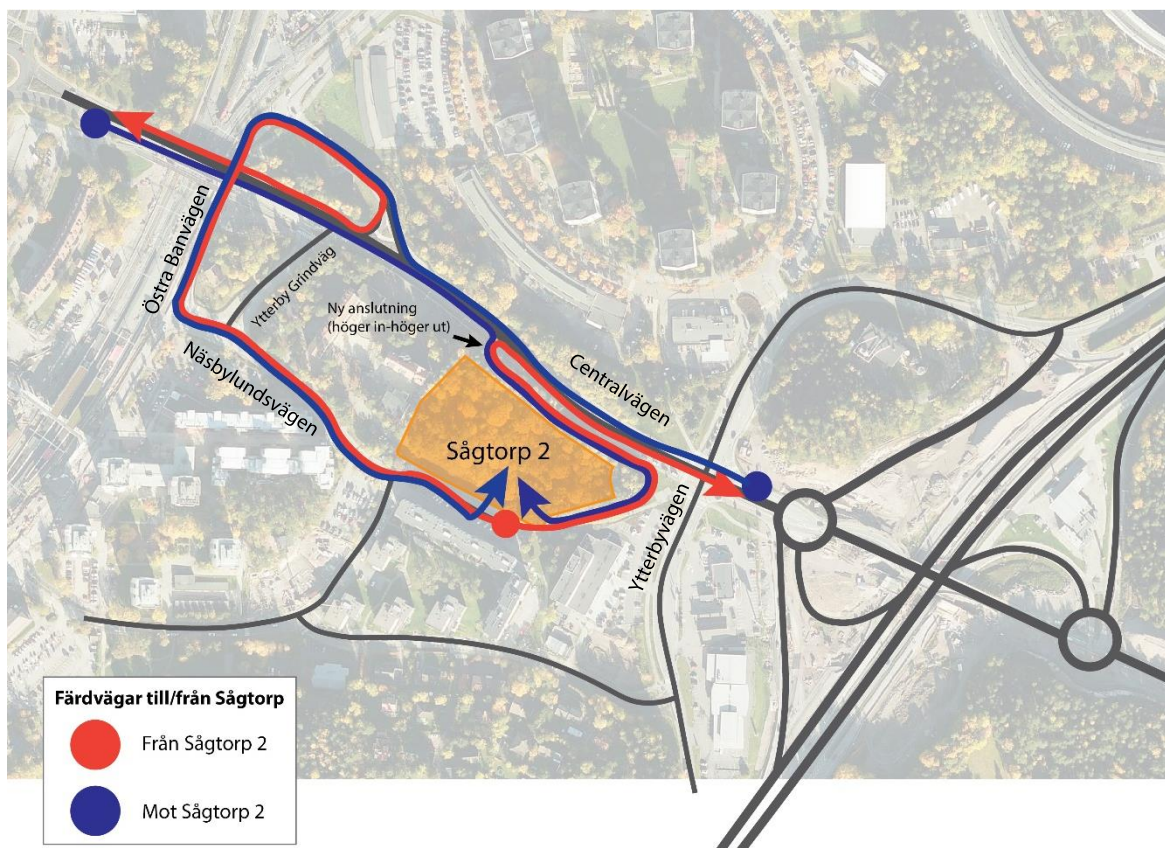 Östra Banvägen
Ytterby Grindväg
Ny anslutning
(höger in-höger ut)
Centralvägen
Näsbylundsvägen
Sågtorp 2
Ytterbyvägen
Färdvägar till/från Sågtorp
Från Sågtorp 2
Mot Sågtorp 2